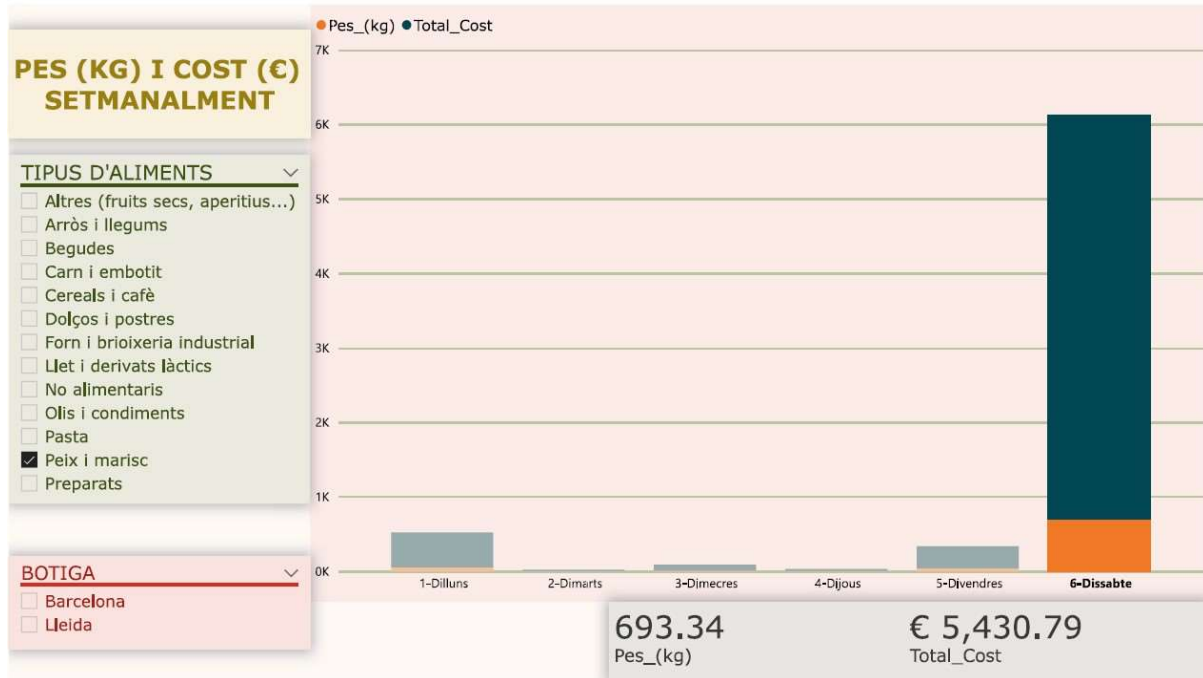 PES (KG) I COST (€)
SETMANALMENT
TIPUS D'ALIMENTS
Altres (fruits secs, aperitius...)
Arròs i llegums
Begudes
Carn i embotit
Cereals i cafè
Dolços i postres
Forn i brioixeria industrial
Llet i derivats làctics
No alimentaris
Olis i condiments
Pasta
Peix i marisc
Preparats
BOTIGA
Barcelona
Lleida
Pes_(kg) Total_Cost
7K
6K
5K
4K
3K
2K
1K
0K
1-Dilluns 2-Dimarts 3-Dimecres 4-Dijous 5-Divendres 6-Dissabte
693.34 € 5,430.79
Pes_(kg) Total_Cost